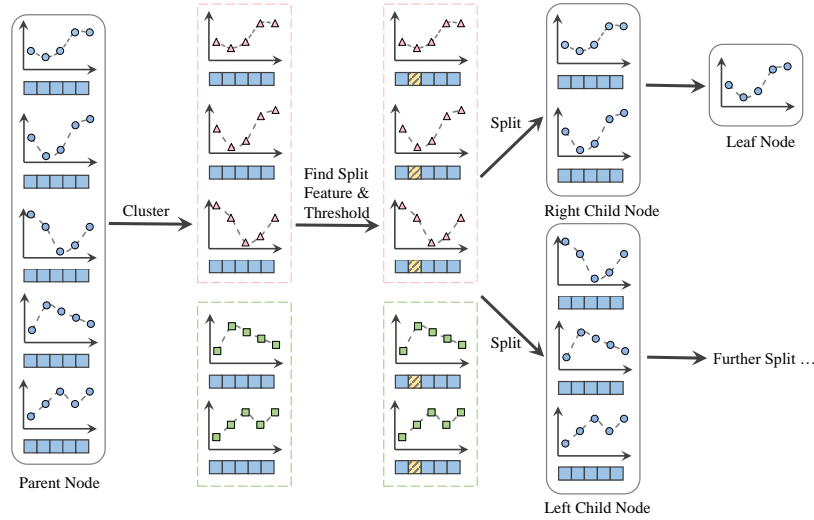 Parent Node
Cluster
Find Split
Feature &
Threshold
Split
Split
Right Child Node
Left Child Node
Leaf Node
Further Split ...